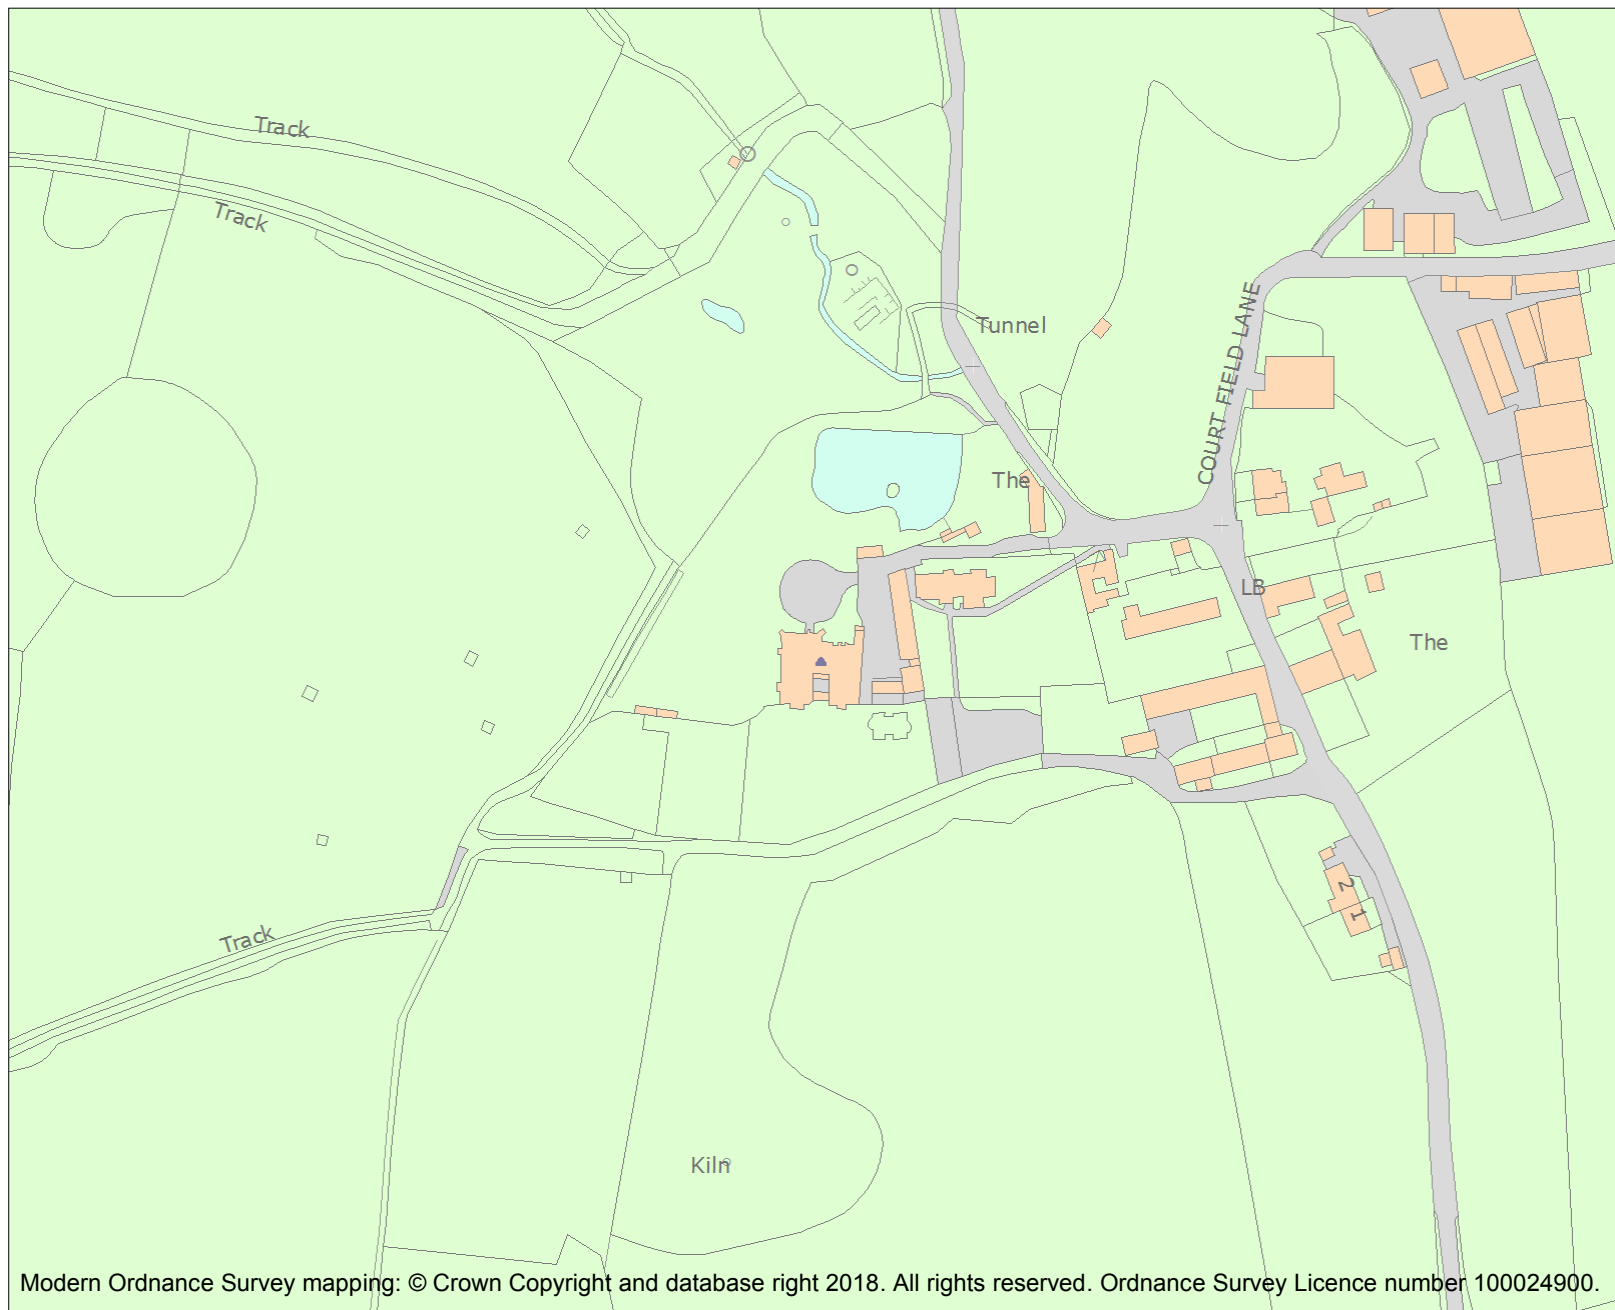 Track
Track
Tunnel
COURT FIELD LANE
The
LB
The
2
1
Track
Kiln
Modern Ordnance Survey mapping: © Crown Copyright and database right 2018. All rights reserved. Ordnance Survey Licence number 100024900.